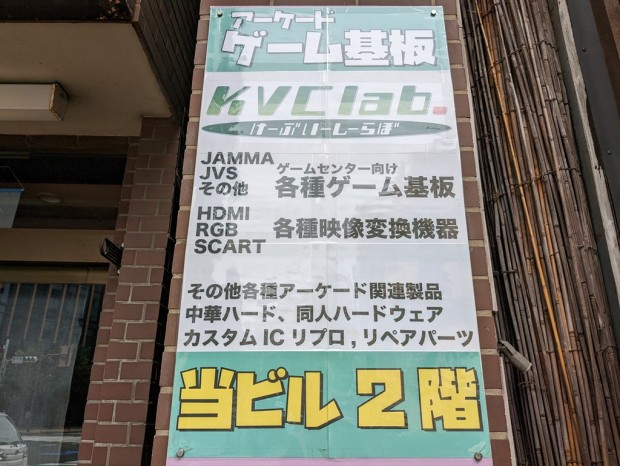 アーケード
ゲーム基板
KVClab.
けーぶいしーらぼ
JAMMA
JVS
その他
ゲームセンター向け
各種ゲーム基板
HDMI
RGB
SCART
各種映像変換機器
その他各種アーケード関連製品
中華ハード、同人ハードウェア
カスタムICリプロ,リペアパーツ
当ビル2階